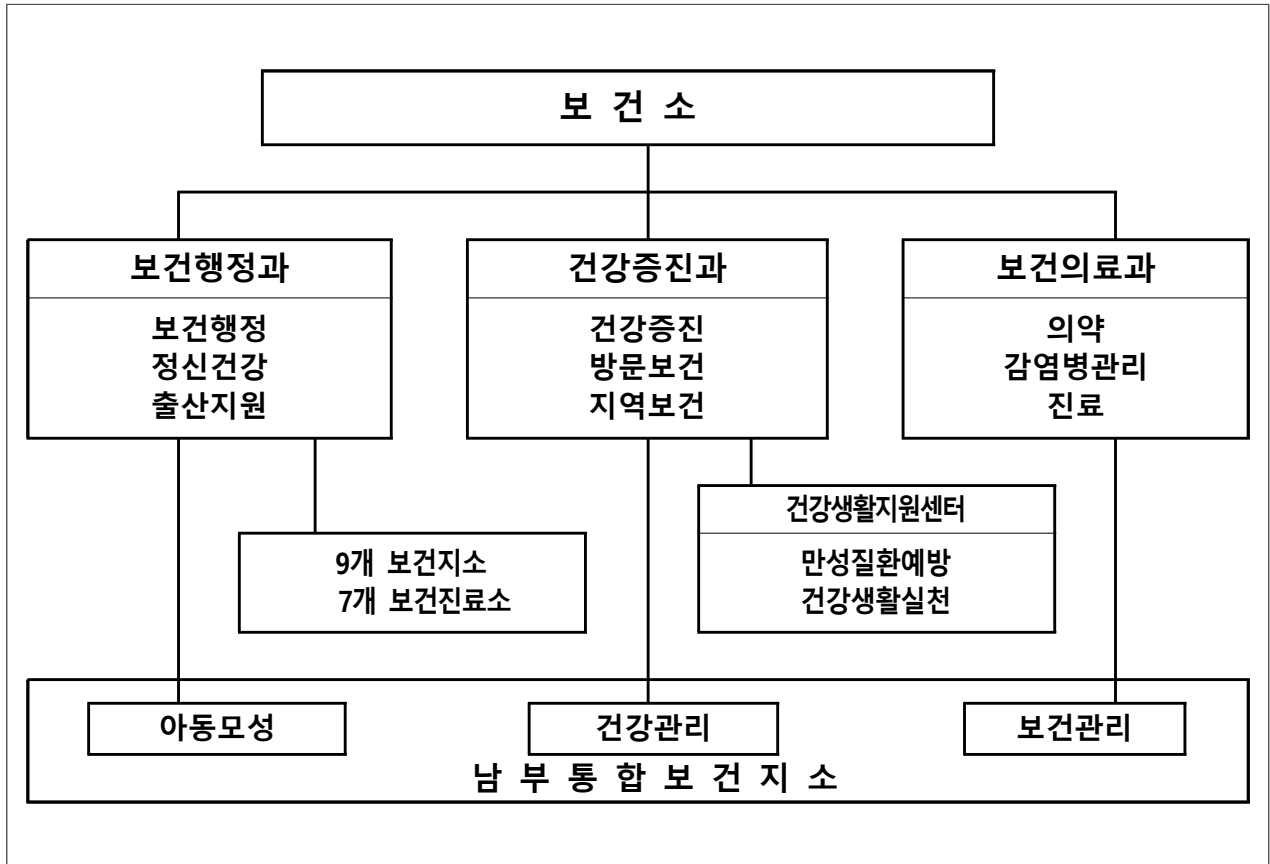 보 건 소
보건행정과
보건행정
정신건강
출산지원
건강증진과
건강증진
방문보건
지역보건
보건의료과
의약
감염병관리
진료
9개 보건지소
7개 보건진료소
건강생활지원센터
만성질환예방
건강생활실천
아동모성
건강관리
보건관리
남 부 통 합 보 건 지 소